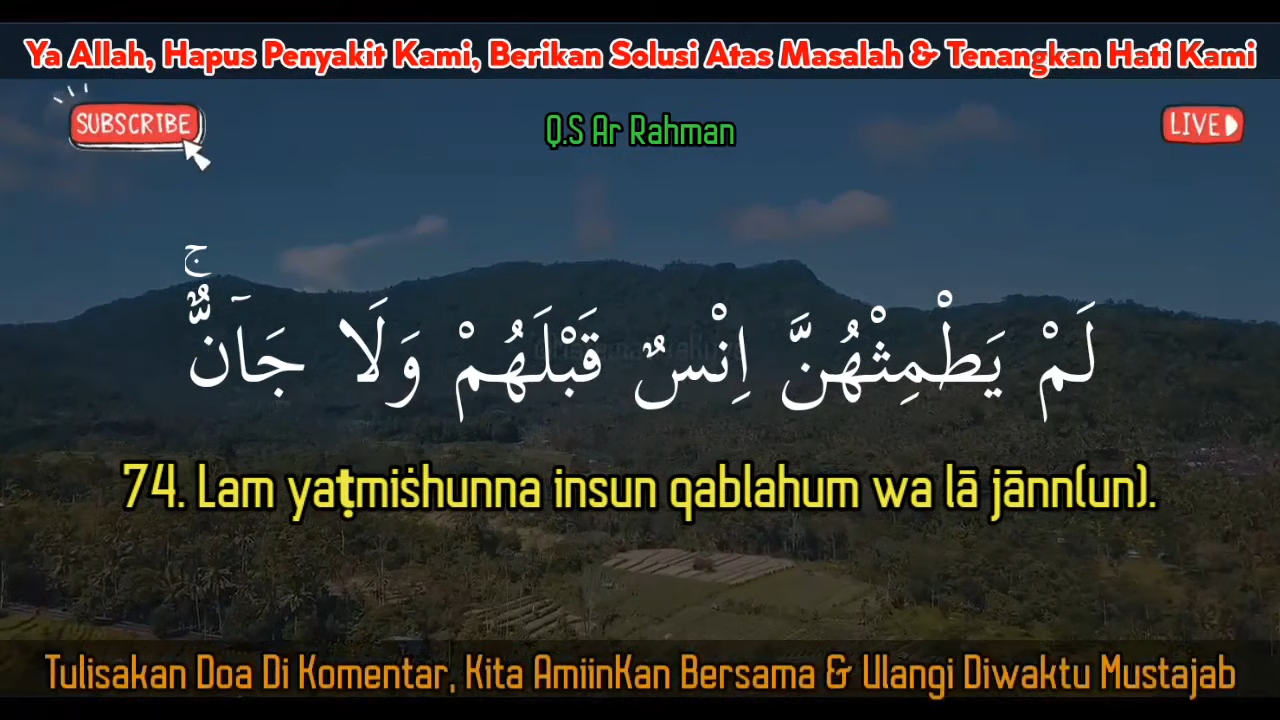 Ya Allah, Hapus Penyakit Kami, Berikan Solusi Atas Masalah & Tenangkan Hati Kami
SUBSCRIBE
Q.S Ar Rahman
LIVE
لَمْ يَطْمِثْهُنَّ اِنْسٌ قَبْلَهُمْ وَلَا جَاۤنٌّۚ
74. Lam yaṭmiṡhunna insun qablahum wa lā jānn(un).
Tulisakan Doa Di Komentar, Kita AmiinKan Bersama & Ulangi Diwaktu Mustajab